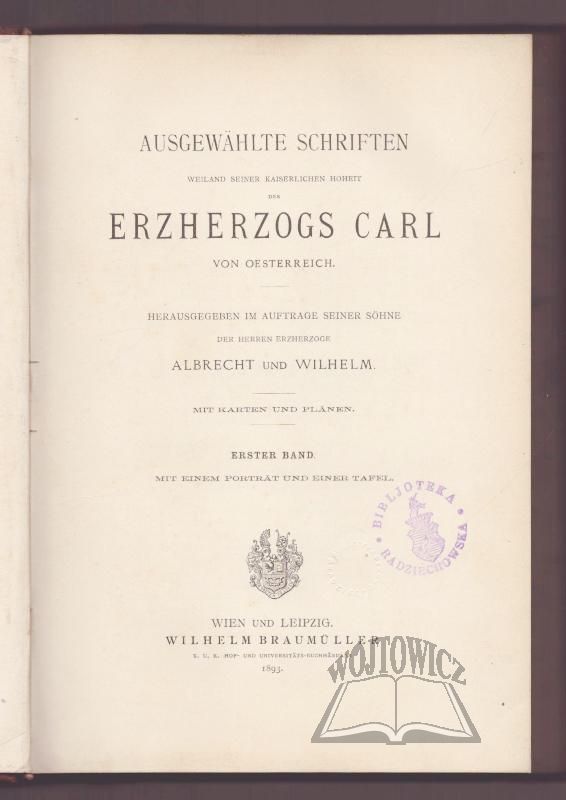 AUSGEWÄHLTE SCHRIFTEN
WEILAND SEINER KAISERLICHEN HOHEIT
DES
ERZHERZOGS CARL
VON OESTERREICH.
HERAUSGEGEBEN IM AUFTRAGE SEINER SÖHNE
DER HERREN ERZHERZOGE
ALBRECHT UND WILHELM.
MIT KARTEN UND PLÄNEN.
ERSTER BAND.
MIT EINEM PORTRÄT UND EINER TAFEL.
BIBLJOTEKA
RADZIECHOWSKA
WIEN UND LEIPZIG.
WILHELM BRAUMÜLLER
K. U. K. HOF- UND UNIVERSITÄTS-BUCHHÄNDLER
1893.
WÓJTOWICZ